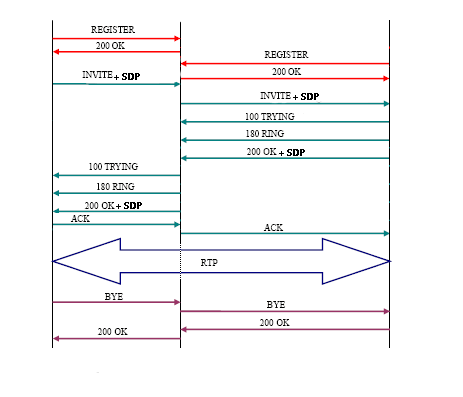 REGISTER
200 OK
REGISTER
200 OK
INVITE + SDP
INVITE + SDP
100 TRYING
180 RING
200 OK + SDP
100 TRYING
180 RING
200 OK + SDP
ACK
ACK
RTP
BYE
BYE
200 OK
200 OK